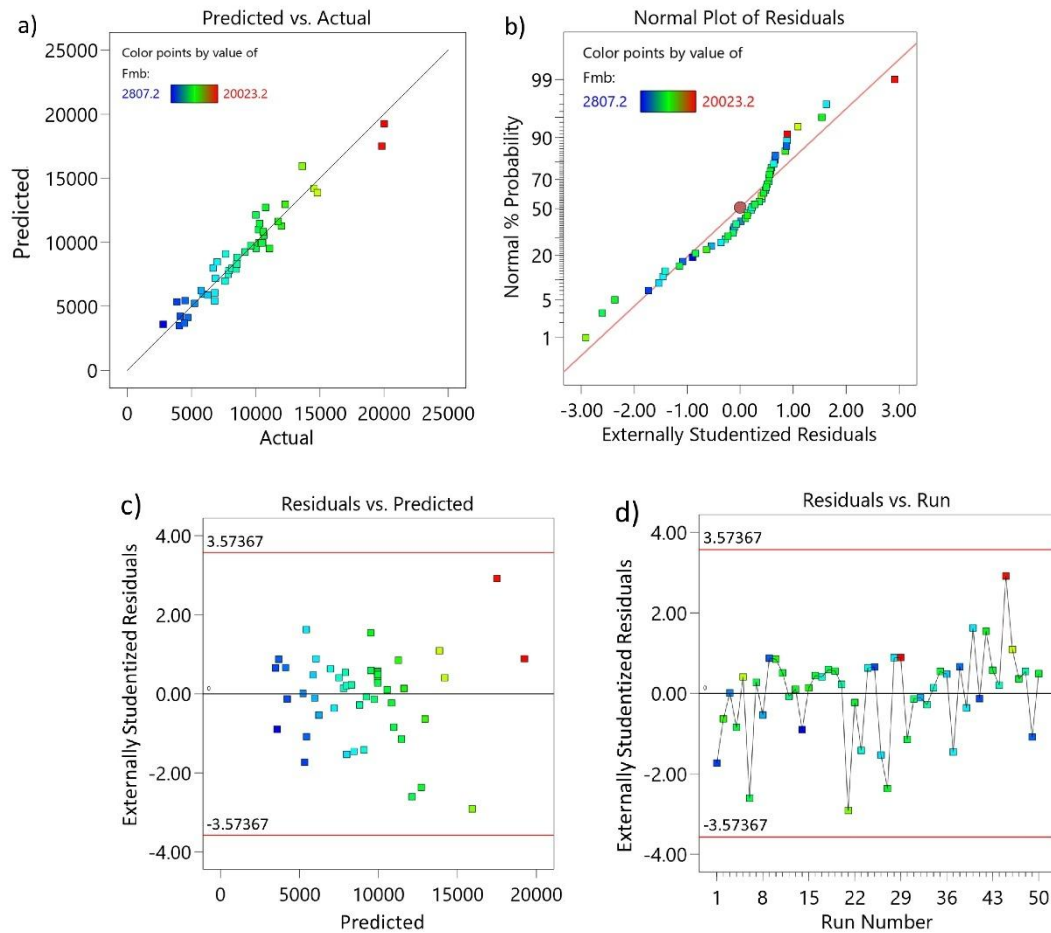 a)
Predicted vs. Actual
25000
20000
15000
10000
5000
0
Predicted
Color points by value of
Fmb:
2807.2
20023.2
0
5000
10000
15000
20000
25000
Actual
b)
Normal Plot of Residuals
Color points by value of
Fmb:
2807.2
20023.2
99
90
70
50
20
5
1
Normal % Probability
-3.00
-2.00
-1.00
0.00
1.00
2.00
3.00
Externally Studentized Residuals
c)
Residuals vs. Predicted
4.00
2.00
0.00
-2.00
-4.00
Externally Studentized Residuals
3.57367
0
-3.57367
0
5000
10000
15000
20000
Predicted
d)
Residuals vs. Run
4.00
2.00
0.00
-2.00
-4.00
Externally Studentized Residuals
3.57367
0
-3.57367
1
8
15
22
29
36
43
50
Run Number